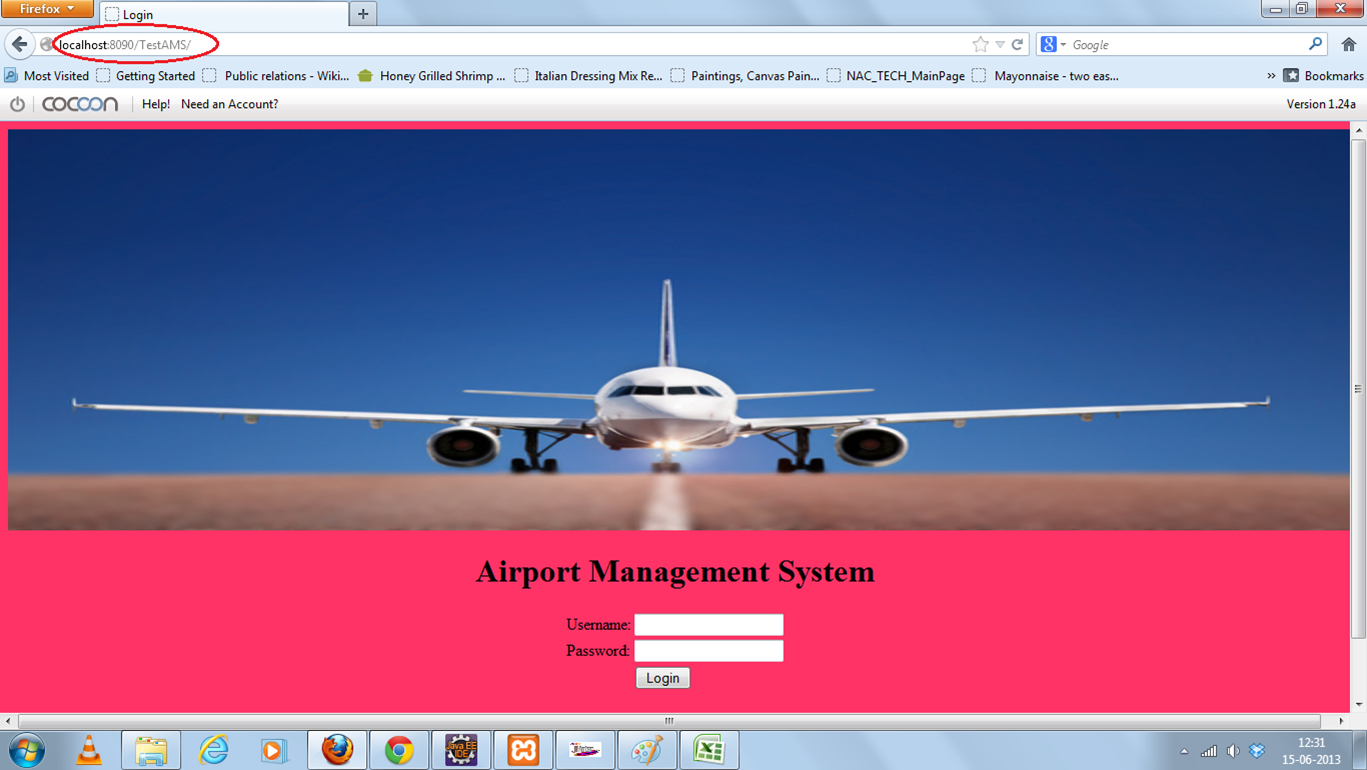 Firefox
Login
localhost:8090/TestAMS/
Google
Most Visited Getting Started Public relations - Wiki... Honey Grilled Shrimp ... Italian Dressing Mix Re... Paintings, Canvas Pain... NAC_TECH_MainPage Mayonnaise - two eas... » Bookmarks
COCOON Help! Need an Account? Version 1.24a
Airport Management System
Username:
Password:
Login
Java EE
IDE
12:31
15-06-2013